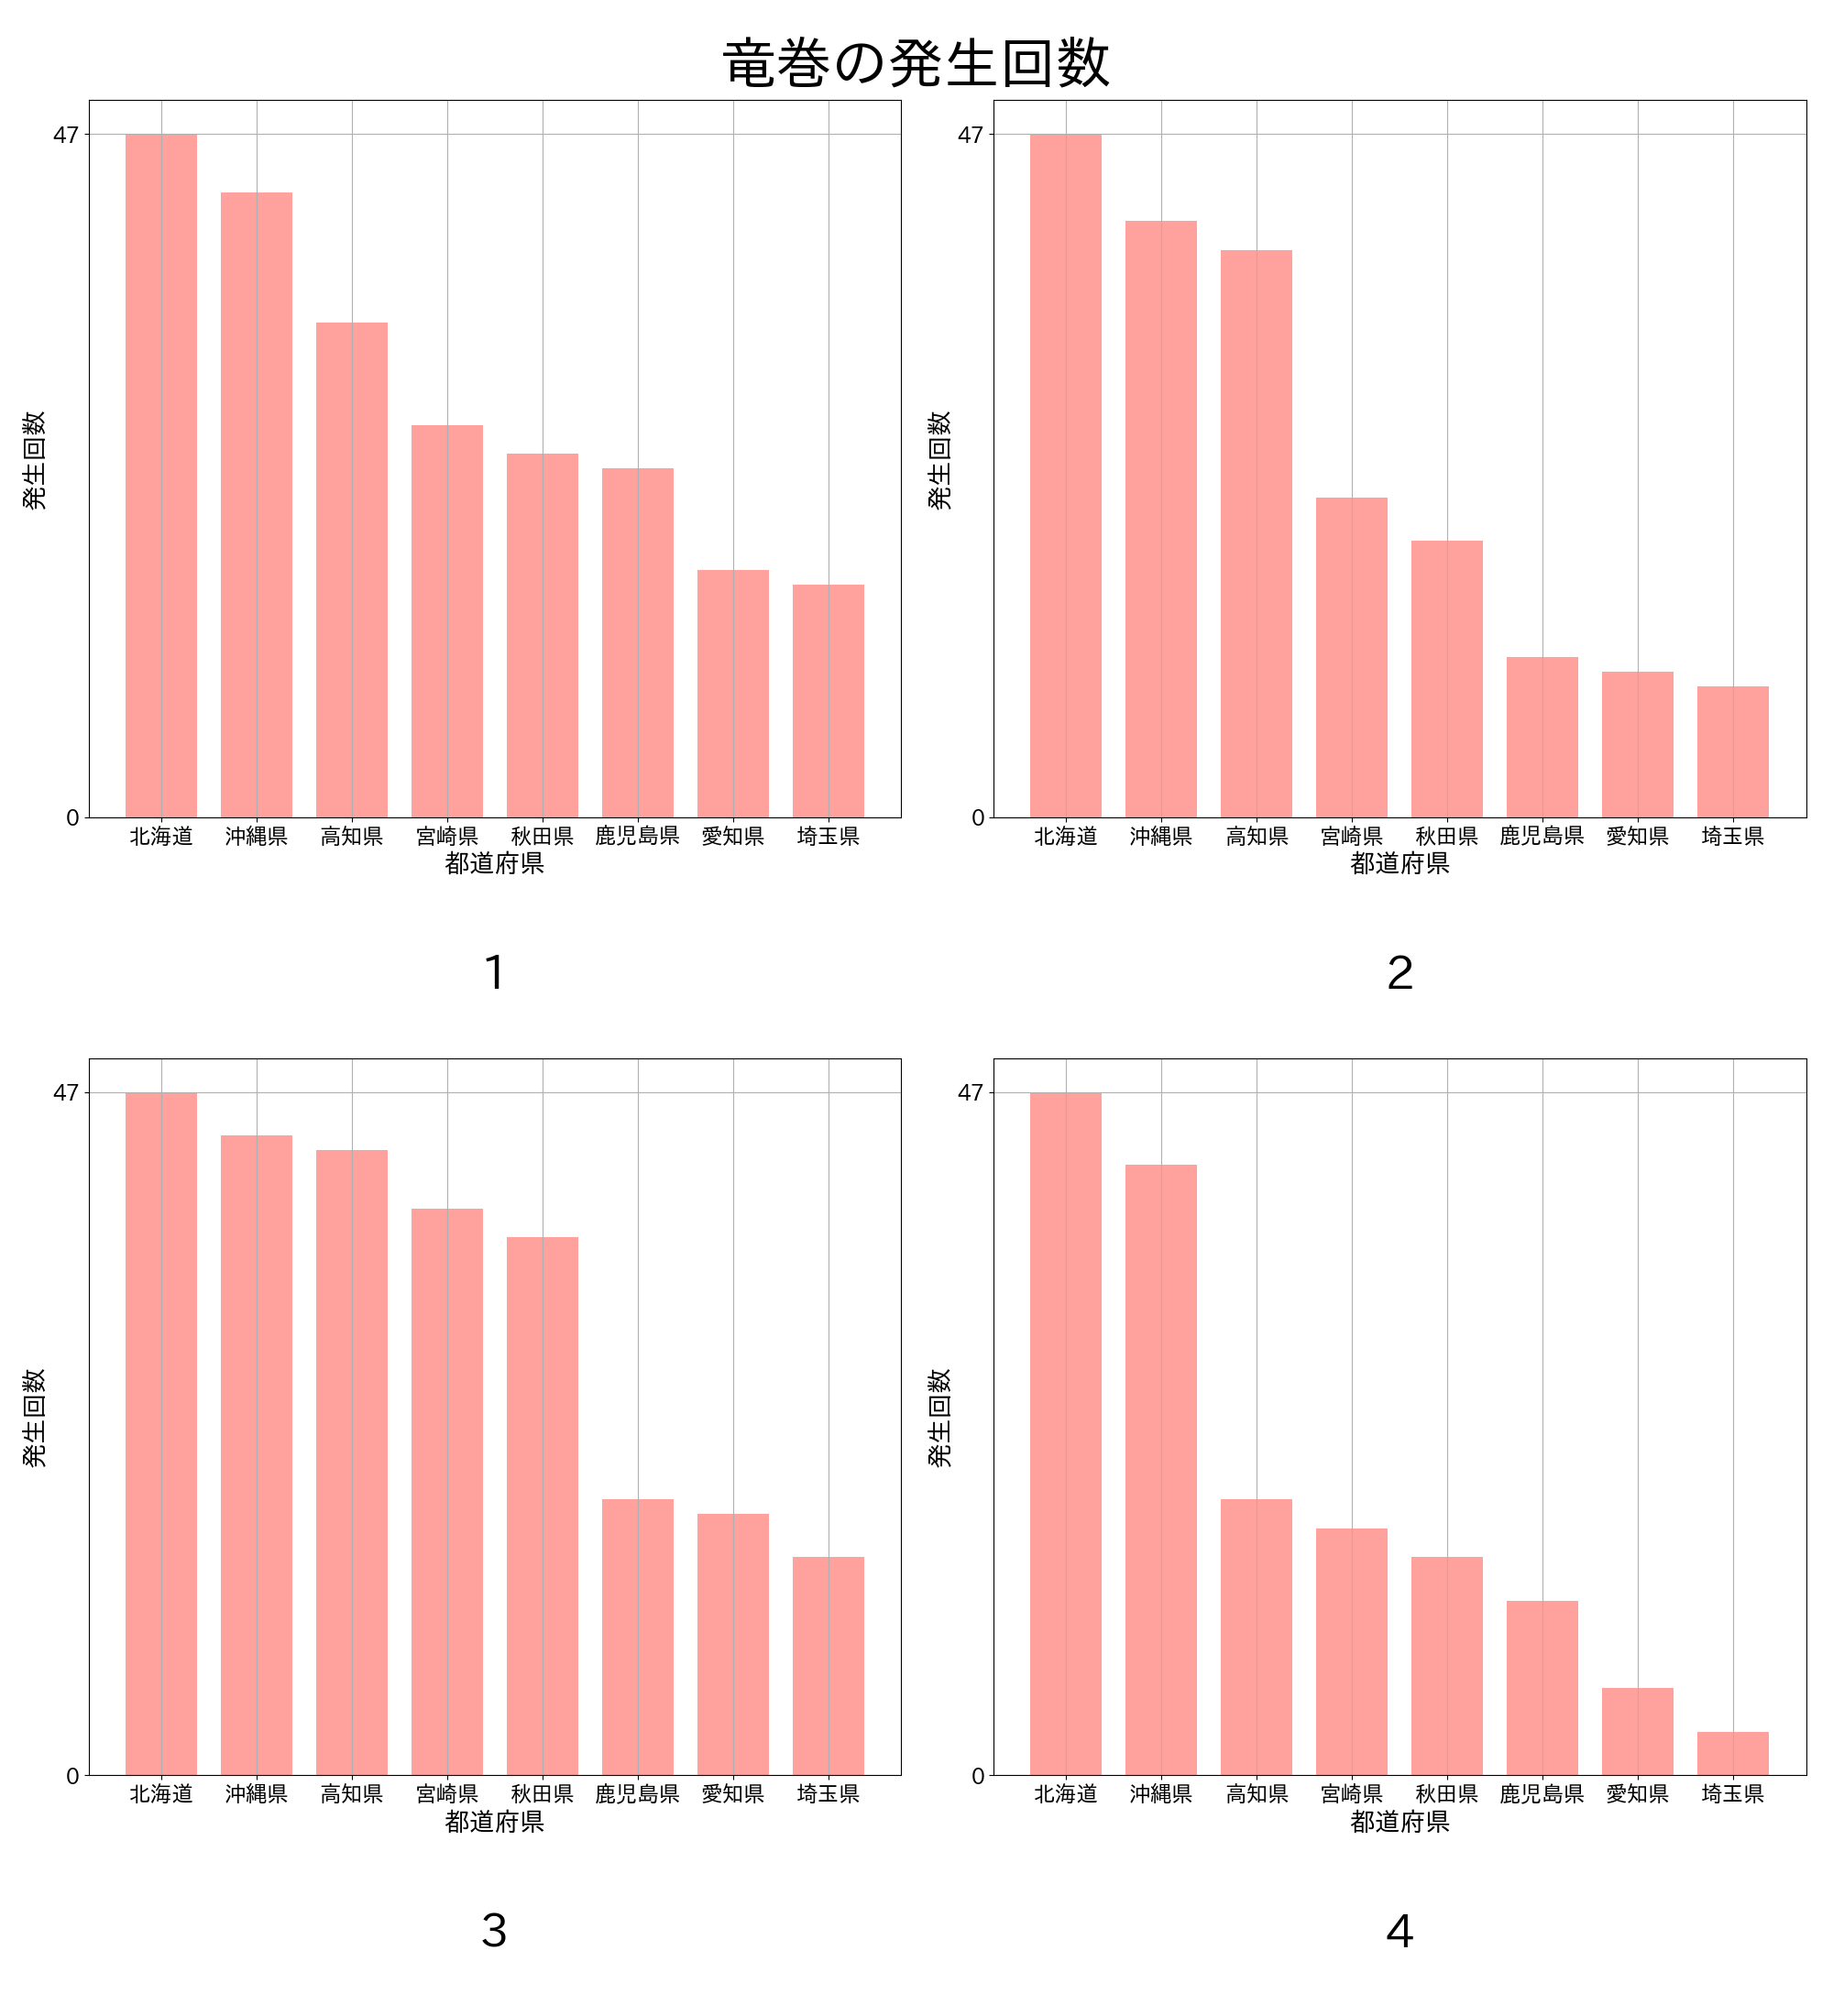 竜巻の発生回数
47
0
発生回数
北海道 沖縄県 高知県 宮崎県 秋田県 鹿児島県 愛知県 埼玉県
都道府県
1
47
0
発生回数
北海道 沖縄県 高知県 宮崎県 秋田県 鹿児島県 愛知県 埼玉県
都道府県
2
47
0
発生回数
北海道 沖縄県 高知県 宮崎県 秋田県 鹿児島県 愛知県 埼玉県
都道府県
3
47
0
発生回数
北海道 沖縄県 高知県 宮崎県 秋田県 鹿児島県 愛知県 埼玉県
都道府県
4